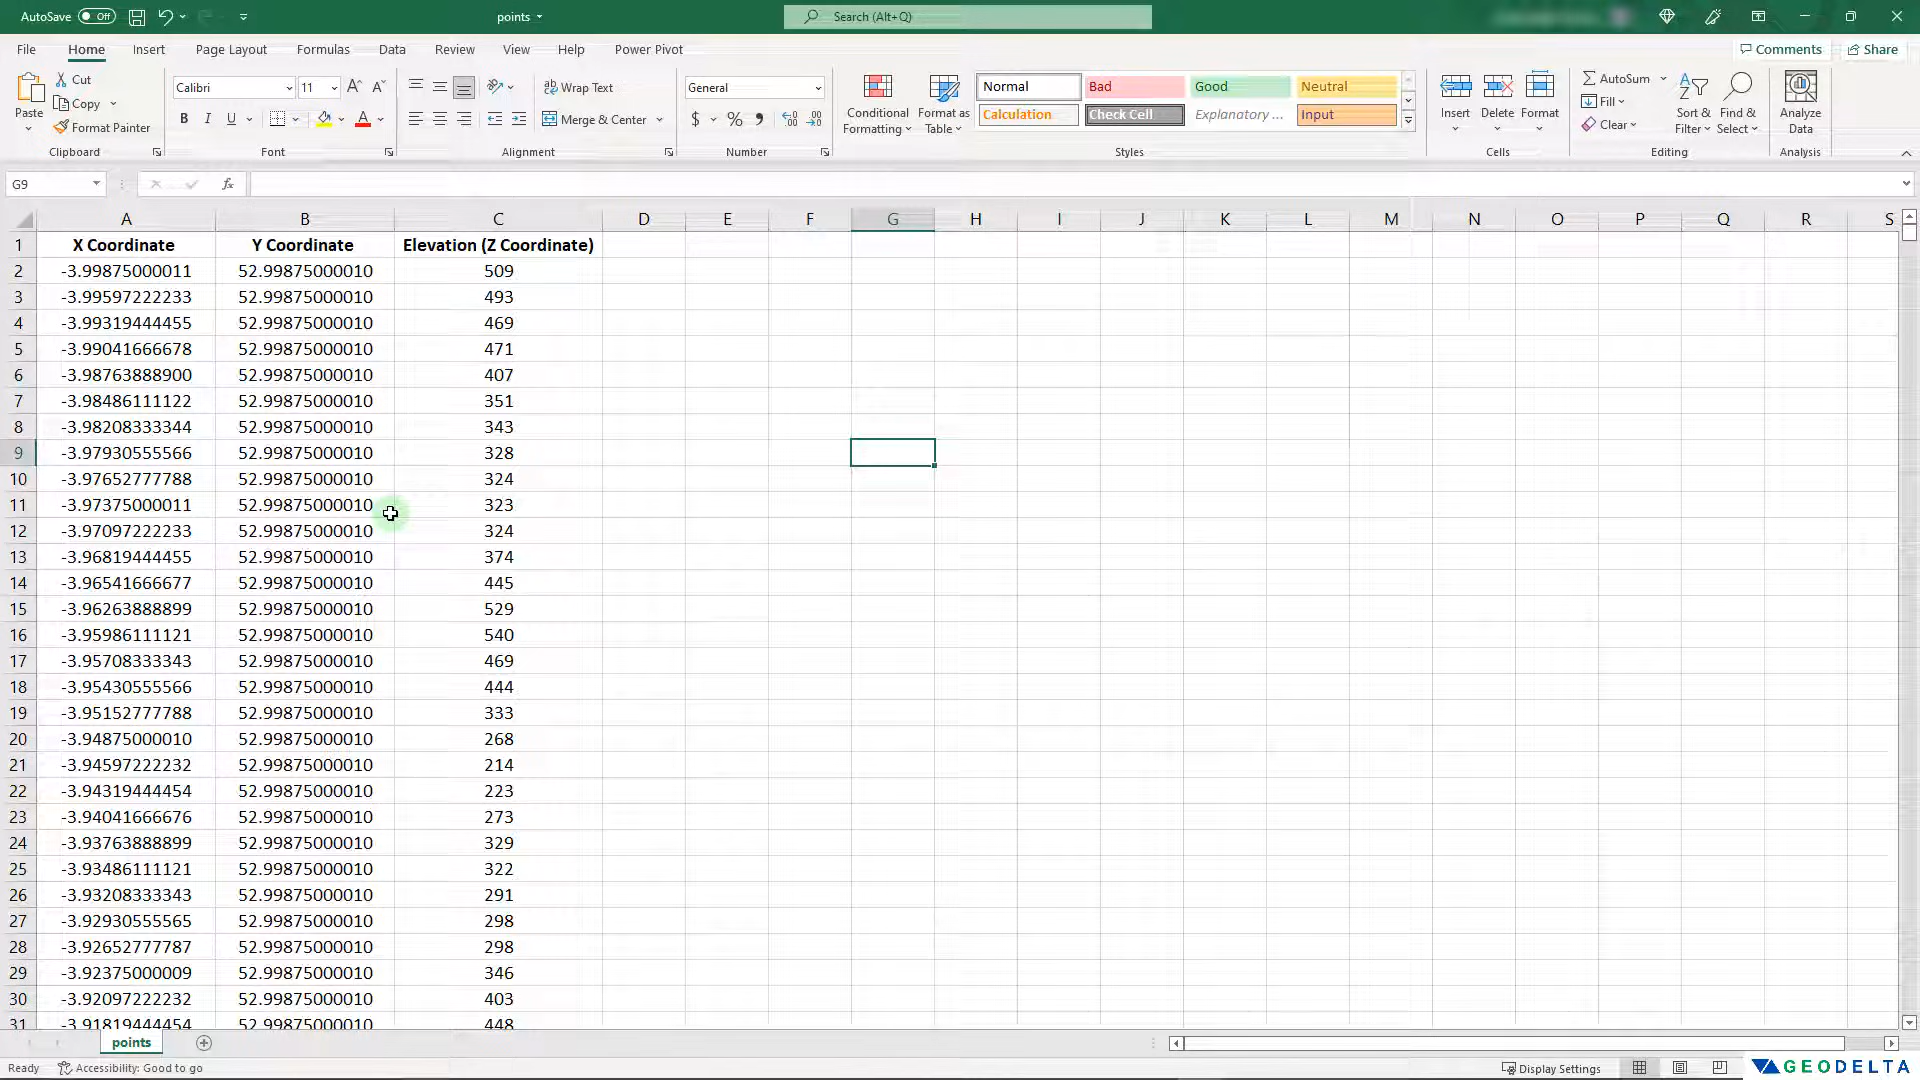 AutoSave Off points Search (Alt+Q)
File Home Insert Page Layout Formulas Data Review View Help Power Pivot Comments Share
Paste Cut Copy Format Painter Clipboard
Calibri 11 A A B I U A Font
Wrap Text Merge & Center Alignment
General $ % Number
Conditional Formatting Format as Table
Normal Bad Good Neutral
Calculation Check Cell Explanatory ... Input
Styles
Insert Delete Format Cells
AutoSum Fill Clear Sort & Filter Find & Select Editing
Analyze Data Analysis
G9 fx
A B C D E F G H I J K L M N O P Q R S
1 X Coordinate Y Coordinate Elevation (Z Coordinate)
2 -3.99875000011 52.99875000010 509
3 -3.99597222233 52.99875000010 493
4 -3.99319444455 52.99875000010 469
5 -3.99041666678 52.99875000010 471
6 -3.98763888900 52.99875000010 407
7 -3.98486111122 52.99875000010 351
8 -3.98208333344 52.99875000010 343
9 -3.97930555566 52.99875000010 328
10 -3.97652777788 52.99875000010 324
11 -3.97375000011 52.99875000010 323
12 -3.97097222233 52.99875000010 324
13 -3.96819444455 52.99875000010 374
14 -3.96541666677 52.99875000010 445
15 -3.96263888899 52.99875000010 529
16 -3.95986111121 52.99875000010 540
17 -3.95708333343 52.99875000010 469
18 -3.95430555566 52.99875000010 444
19 -3.95152777788 52.99875000010 333
20 -3.94875000010 52.99875000010 268
21 -3.94597222232 52.99875000010 214
22 -3.94319444454 52.99875000010 223
23 -3.94041666676 52.99875000010 273
24 -3.93763888899 52.99875000010 329
25 -3.93486111121 52.99875000010 322
26 -3.93208333343 52.99875000010 291
27 -3.92930555565 52.99875000010 298
28 -3.92652777787 52.99875000010 298
29 -3.92375000009 52.99875000010 346
30 -3.92097222232 52.99875000010 403
31 -3.91819444454 52.99875000010 448
points
Ready Accessibility: Good to go Display Settings GEODELTA